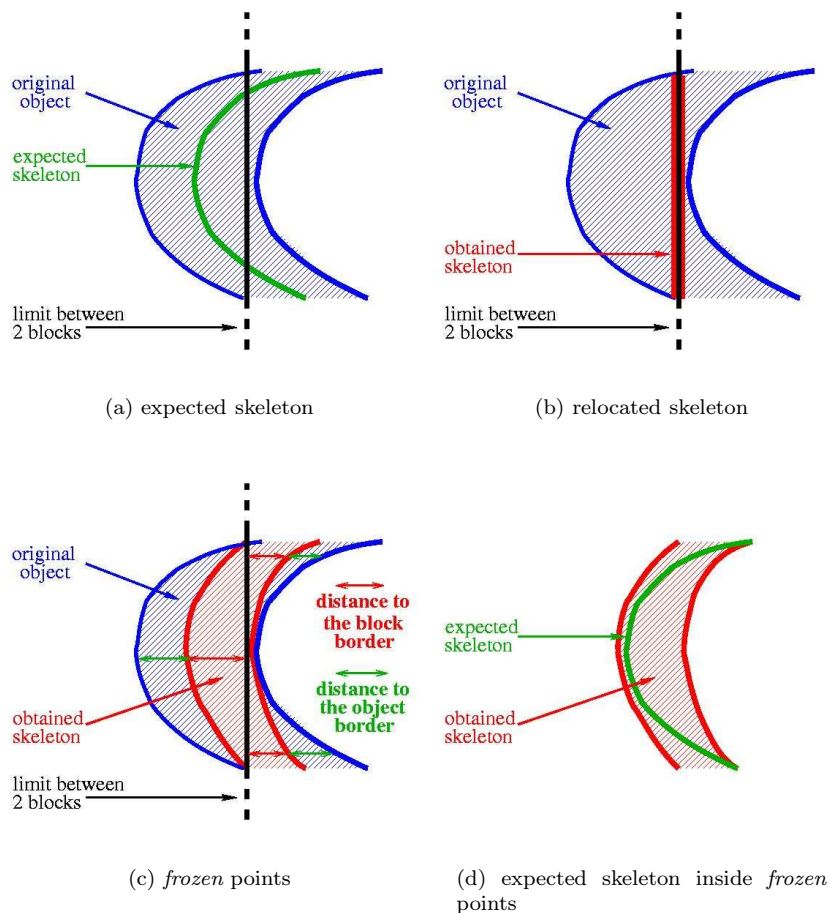 original
object
expected
skeleton
limit between
2 blocks
(a) expected skeleton
original
object
obtained
skeleton
limit between
2 blocks
(b) relocated skeleton
original
object
obtained
skeleton
limit between
2 blocks
distance to
the block
border
distance to
the object
border
(c) frozen points
expected
skeleton
obtained
skeleton
(d) expected skeleton inside frozen
points